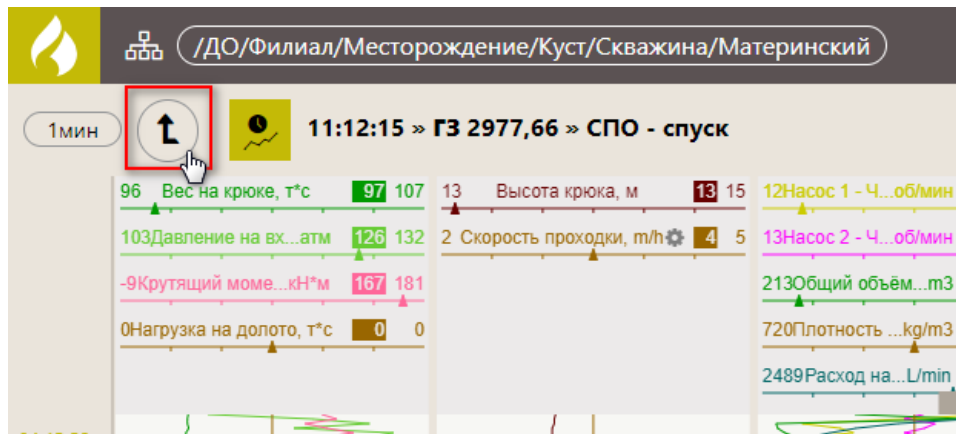 /ДО/Филиал/Месторождение/Куст/Скважина/Материнский
1мин
11:12:15 » ГЗ 2977,66 » СПО - спуск
96 Вес на крюке, т*с 97 107
13 Высота крюка, м 13 15
12Насос 1 - Ч...об/мин
103Давление на вх...атм 126 132
2 Скорость проходки, m/h 4 5
13Насос 2 - Ч...об/мин
-9Крутящий моме...кН*м 167 181
213Общий объём...m3
0Нагрузка на долото, т*с 0 0
720Плотность ...kg/m3
2489Расход на...L/min